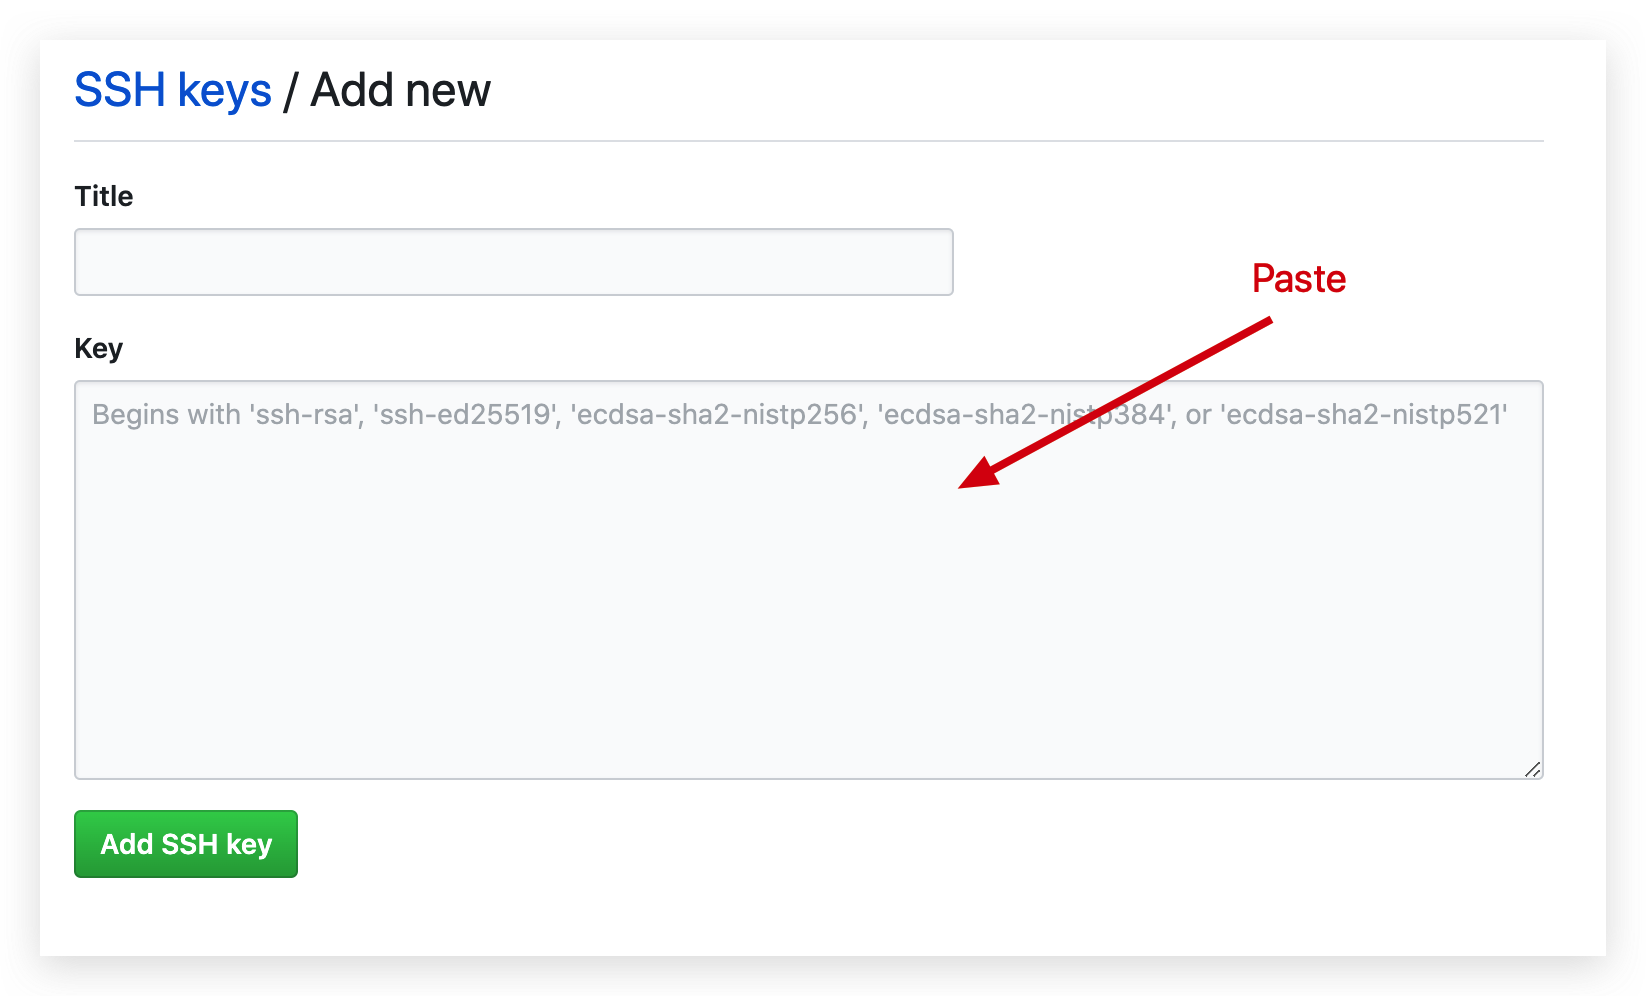 SSH keys / Add new
Title
Paste
Key
Begins with 'ssh-rsa', 'ssh-ed25519', 'ecdsa-sha2-nistp256', 'ecdsa-sha2-nistp384', or 'ecdsa-sha2-nistp521'
Add SSH key